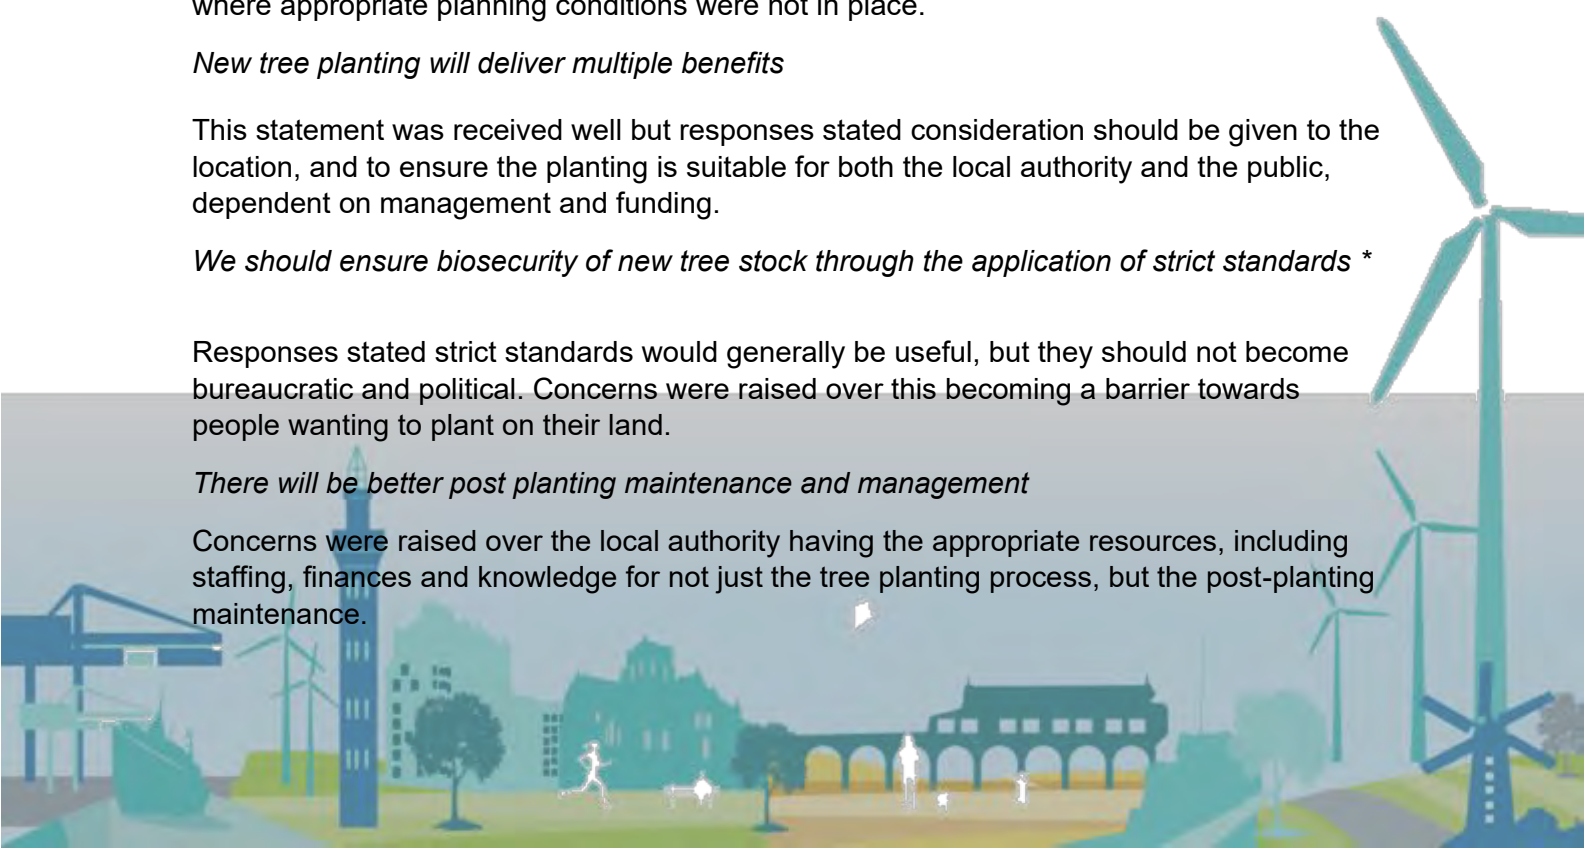 where appropriate planning conditions were not in place.
New tree planting will deliver multiple benefits
This statement was received well but responses stated consideration should be given to the
location, and to ensure the planting is suitable for both the local authority and the public,
dependent on management and funding.
We should ensure biosecurity of new tree stock through the application of strict standards *
Responses stated strict standards would generally be useful, but they should not become
bureaucratic and political. Concerns were raised over this becoming a barrier towards
people wanting to plant on their land.
There will be better post planting maintenance and management
Concerns were raised over the local authority having the appropriate resources, including
staffing, finances and knowledge for not just the tree planting process, but the post-planting
maintenance.